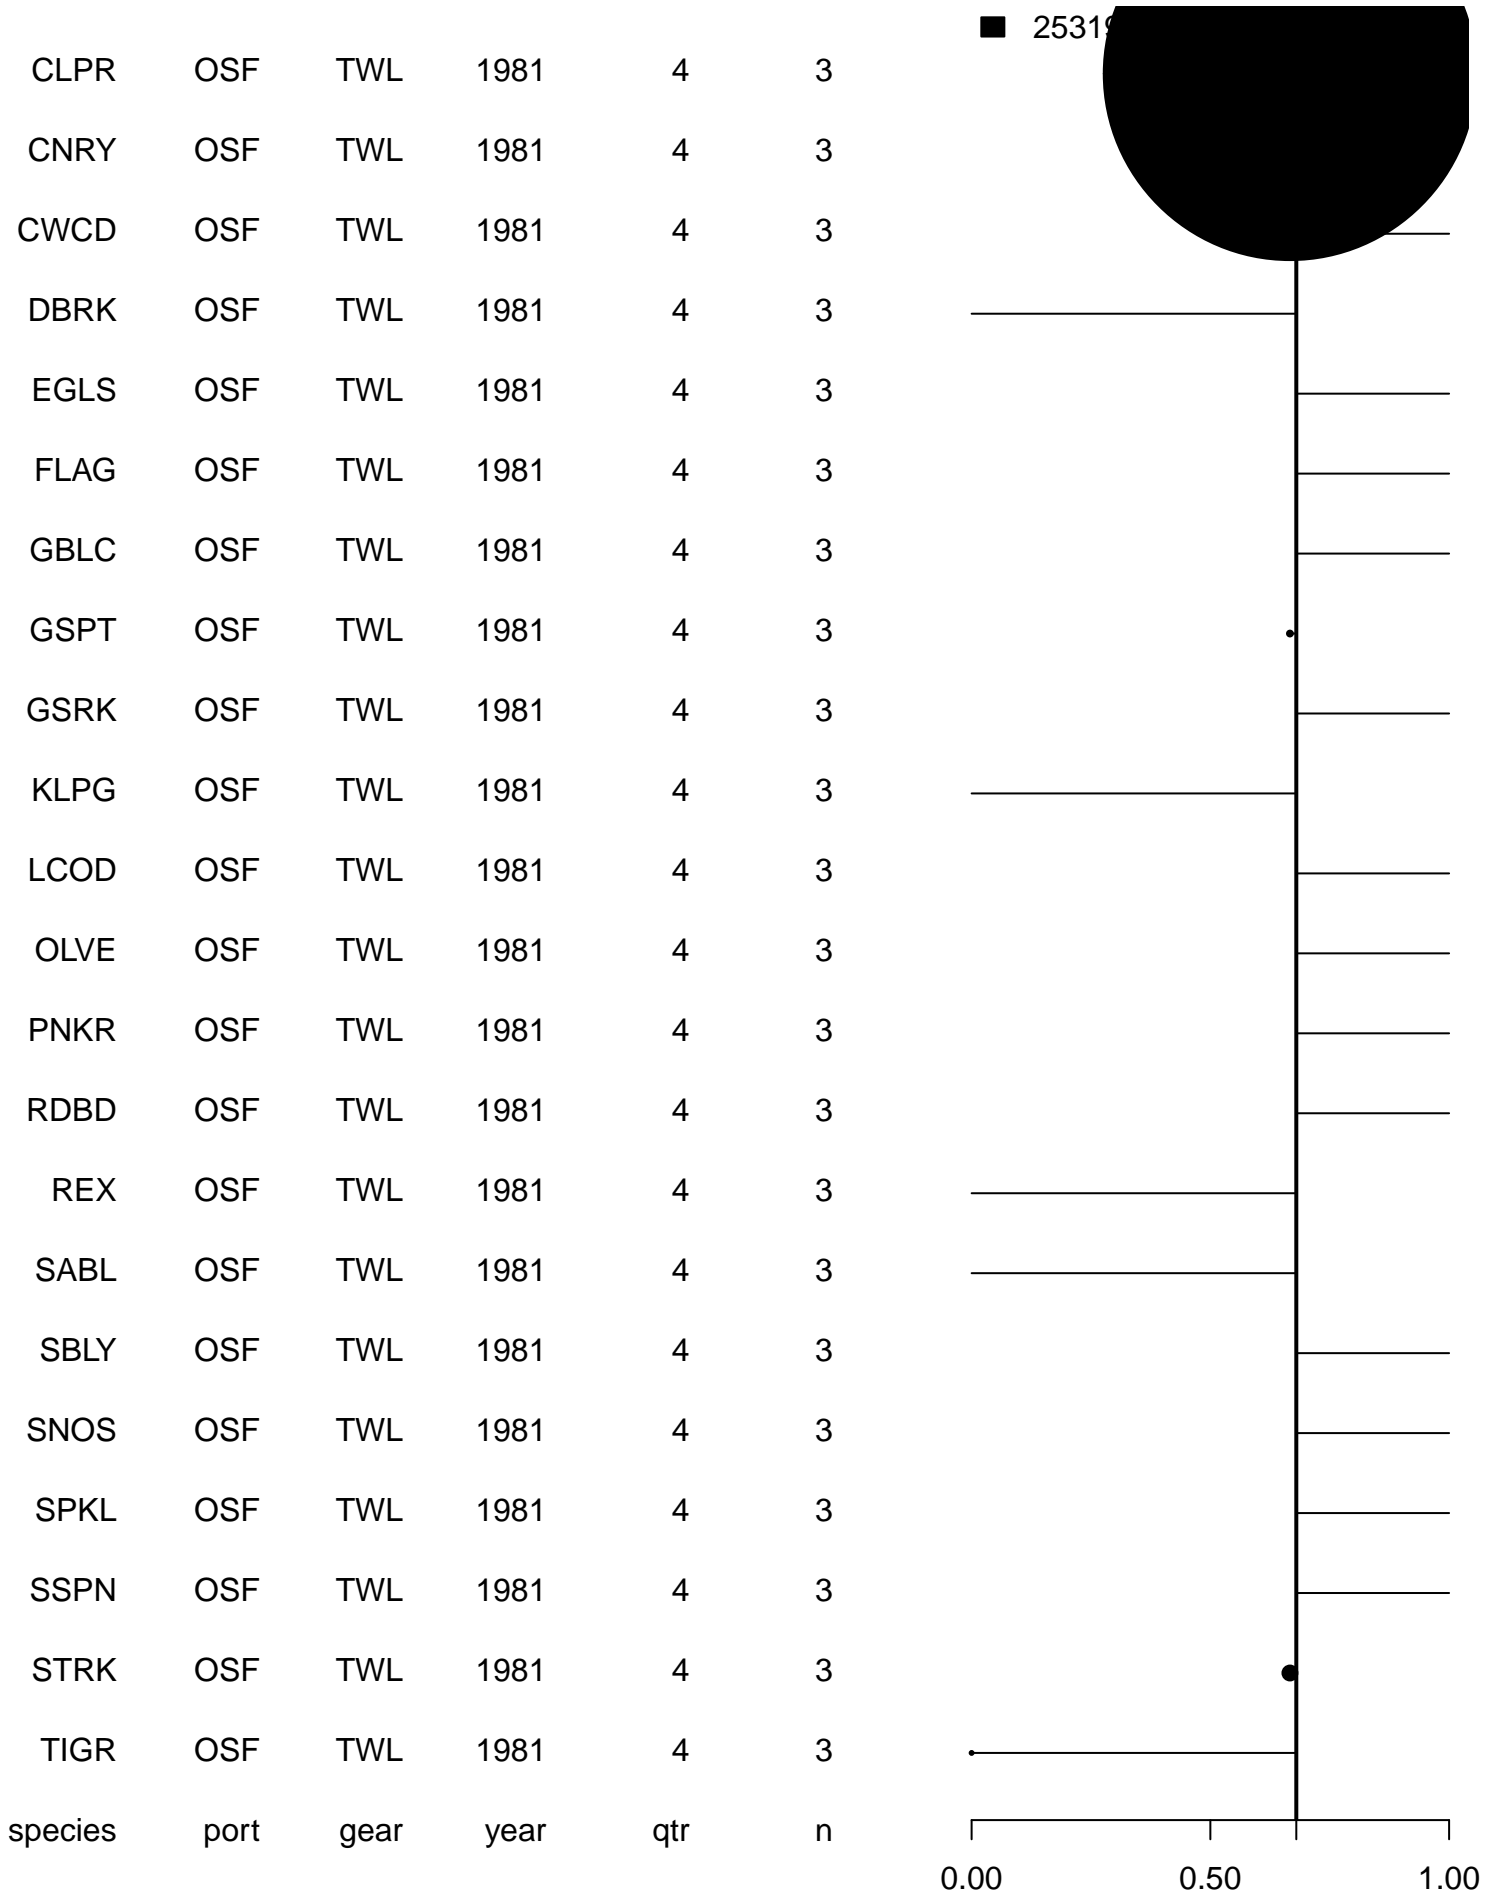 2531
CLPR OSF TWL 1981 4 3
CNRY OSF TWL 1981 4 3
CWCD OSF TWL 1981 4 3
DBRK OSF TWL 1981 4 3
EGLS OSF TWL 1981 4 3
FLAG OSF TWL 1981 4 3
GBLC OSF TWL 1981 4 3
GSPT OSF TWL 1981 4 3
GSRK OSF TWL 1981 4 3
KLPG OSF TWL 1981 4 3
LCOD OSF TWL 1981 4 3
OLVE OSF TWL 1981 4 3
PNKR OSF TWL 1981 4 3
RDBD OSF TWL 1981 4 3
REX OSF TWL 1981 4 3
SABL OSF TWL 1981 4 3
SBLY OSF TWL 1981 4 3
SNOS OSF TWL 1981 4 3
SPKL OSF TWL 1981 4 3
SSPN OSF TWL 1981 4 3
STRK OSF TWL 1981 4 3
TIGR OSF TWL 1981 4 3
species port gear year qtr n
0.00 0.50 1.00